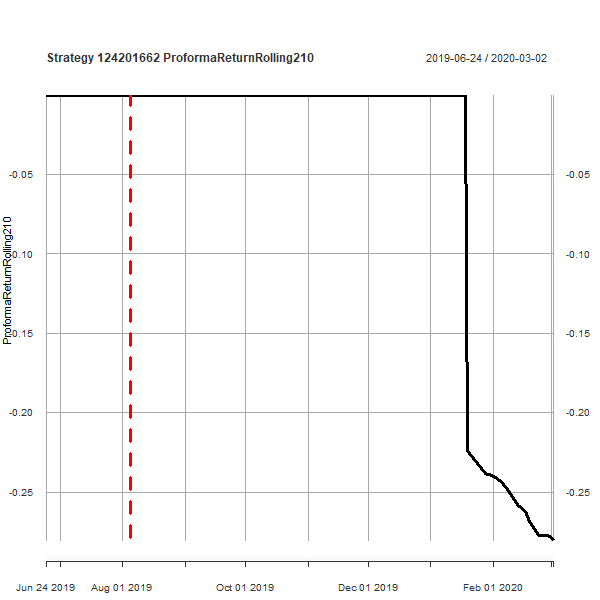 Strategy 124201662 ProformaReturnRolling210
2019-06-24 / 2020-03-02
ProformaReturnRolling210
-0.05
-0.10
-0.15
-0.20
-0.25
-0.05
-0.10
-0.15
-0.20
-0.25
Jun 24 2019 Aug 01 2019 Oct 01 2019 Dec 01 2019 Feb 01 2020